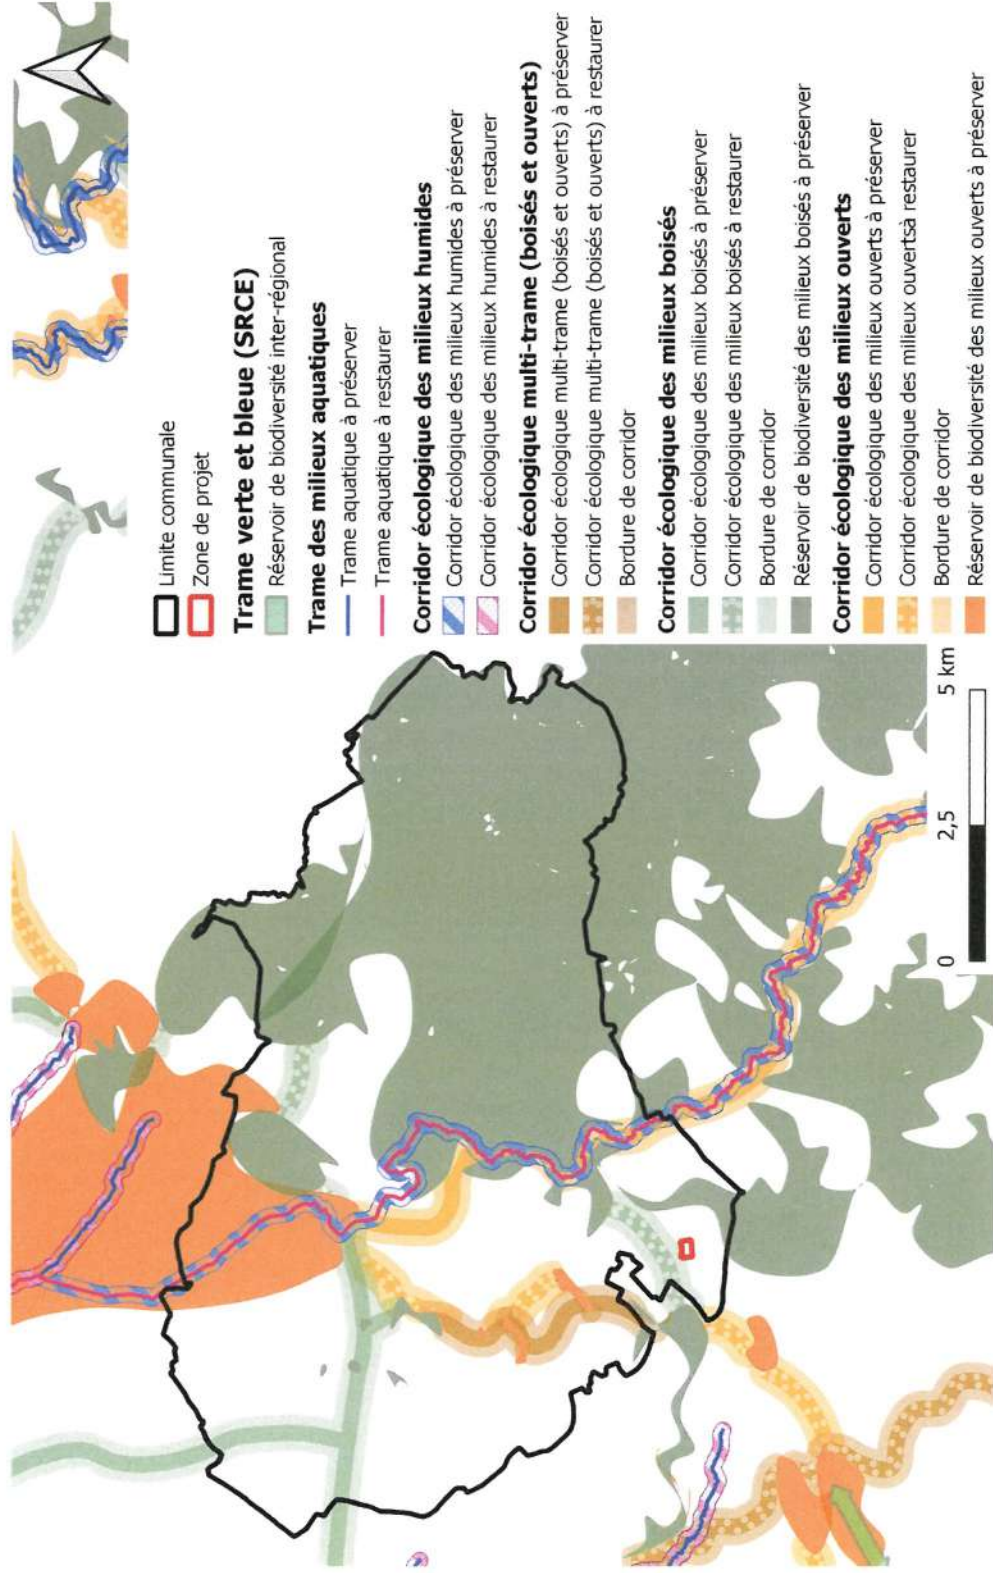 Limite communale
Zone de projet
Trame verte et bleue (SRCE)
Réservoir de biodiversité inter-régional
Trame des milieux aquatiques
Trame aquatique à préserver
Trame aquatique à restaurer
Corridor écologique des milieux humides
Corridor écologique des milieux humides à préserver
Corridor écologique des milieux humides à restaurer
Corridor écologique multi-trame (boisés et ouverts)
Corridor écologique multi-trame (boisés et ouverts) à préserver
Corridor écologique multi-trame (boisés et ouverts) à restaurer
Bordure de corridor
Corridor écologique des milieux boisés
Corridor écologique des milieux boisés à préserver
Corridor écologique des milieux boisés à restaurer
Bordure de corridor
Réservoir de biodiversité des milieux boisés à préserver
Corridor écologique des milieux ouverts
Corridor écologique des milieux ouverts à préserver
Corridor écologique des milieux ouvertsà restaurer
Bordure de corridor
Réservoir de biodiversité des milieux ouverts à préserver
0 2,5 5 km